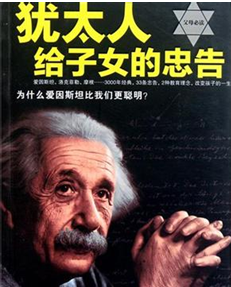 犹太人
父母必读
给子女的忠告
爱因斯坦、洛克菲勒、摩根——3000年经典，33条忠告，2种教育理念，改变孩子的一生
为什么爱因斯坦比我们更聪明？